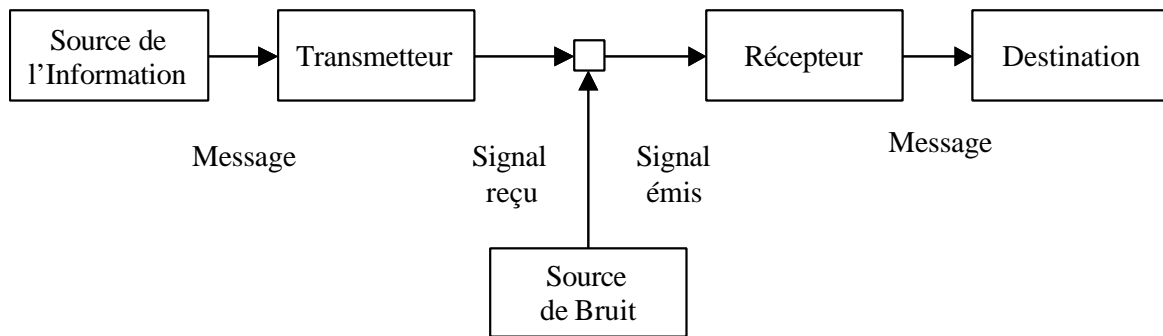 Source de
l'Information
Transmetteur
Récepteur
Destination
Message
Signal
reçu
Signal
émis
Message
Source
de Bruit